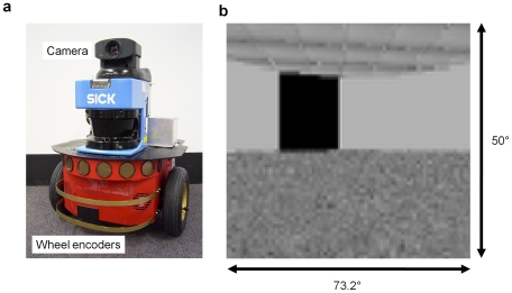 a
b
Camera
SICK
50°
Wheel encoders
73.2°